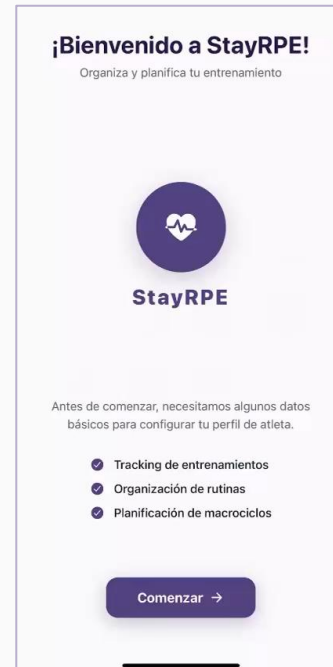 ¡Bienvenido a StayRPE!
Organiza y planifica tu entrenamiento
StayRPE
Antes de comenzar, necesitamos algunos datos
básicos para configurar tu perfil de atleta.
Tracking de entrenamientos
Organización de rutinas
Planificación de macrociclos
Comenzar →